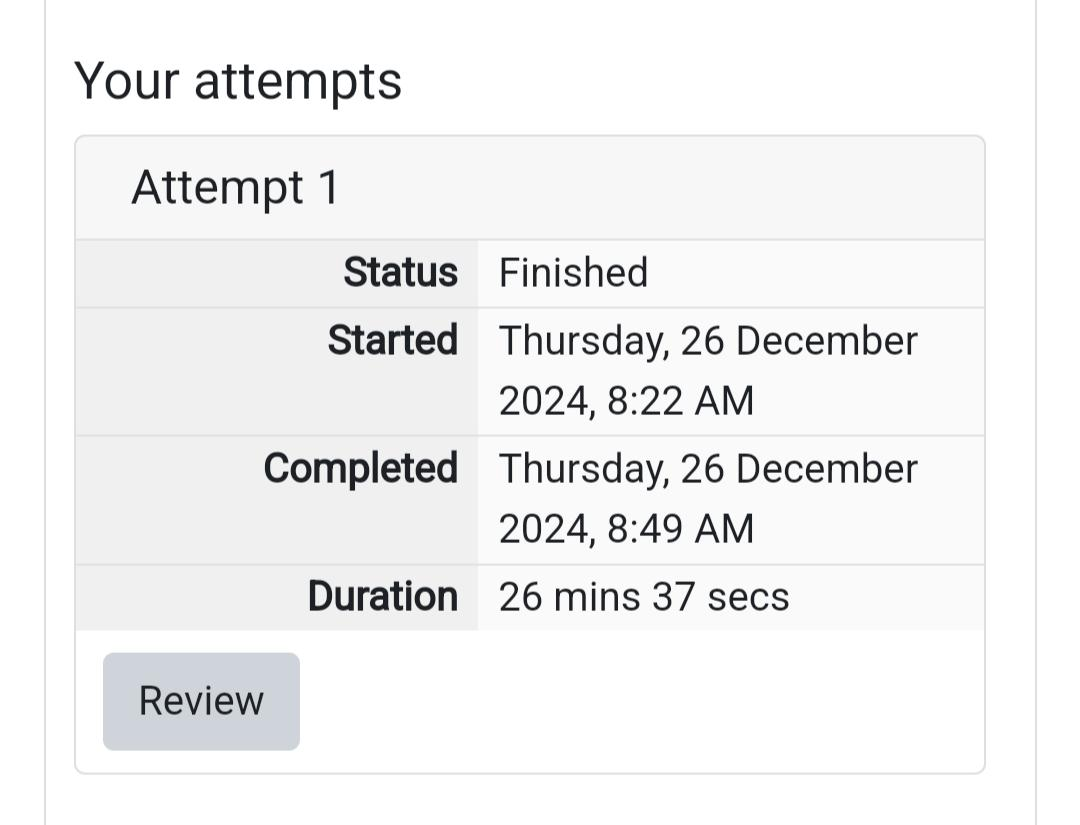 Your attempts
Attempt 1
Status Finished
Started Thursday, 26 December
2024, 8:22 AM
Completed Thursday, 26 December
2024, 8:49 AM
Duration 26 mins 37 secs
Review